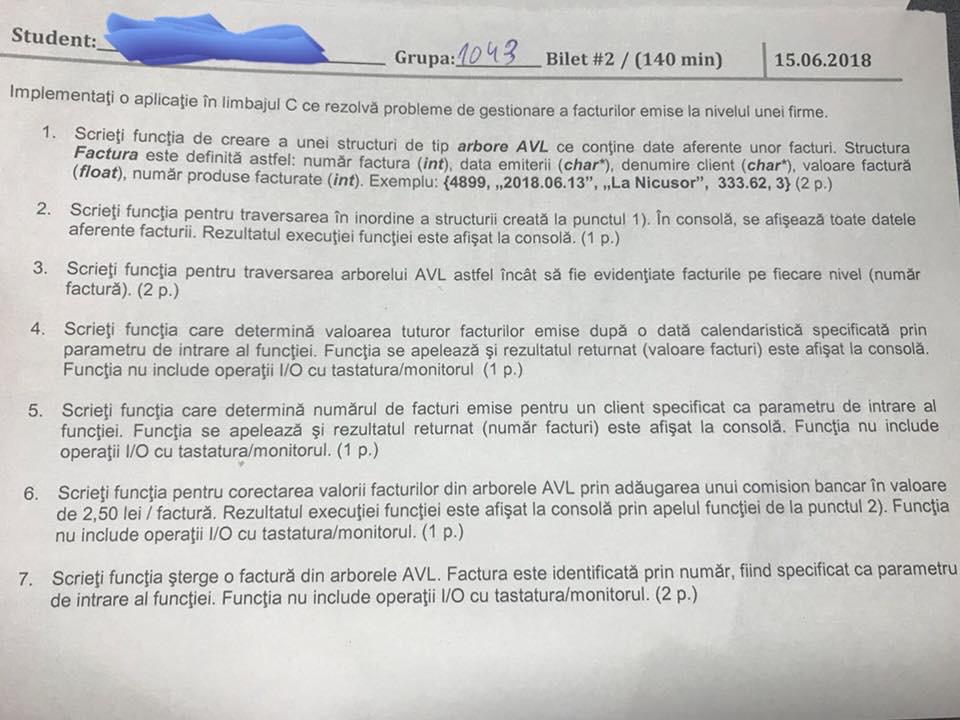 Student:
Grupa: 1043 Bilet #2 / (140 min) 15.06.2018
Implementaţi o aplicaţie în limbajul C ce rezolvă probleme de gestionare a facturilor emise la nivelul unei firme.
1. Scrieţi funcţia de creare a unei structuri de tip arbore AVL ce conţine date aferente unor facturi. Structura
Factura este definită astfel: număr factura (int), data emiterii (char*), denumire client (char*), valoare factură
(float), număr produse facturate (int). Exemplu: {4899, „2018.06.13”, „La Nicusor”, 333.62, 3} (2 p.)
2. Scrieţi funcţia pentru traversarea în inordine a structurii creată la punctul 1). În consolă, se afişează toate datele
aferente facturii. Rezultatul execuţiei funcţiei este afişat la consolă. (1 p.)
3. Scrieţi funcţia pentru traversarea arborelui AVL astfel încât să fie evidenţiate facturile pe fiecare nivel (număr
factură). (2 p.)
4. Scrieţi funcţia care determină valoarea tuturor facturilor emise după o dată calendaristică specificată prin
parametru de intrare al funcţiei. Funcţia se apelează şi rezultatul returnat (valoare facturi) este afişat la consolă.
Funcţia nu include operaţii I/O cu tastatura/monitorul (1 p.)
5. Scrieţi funcţia care determină numărul de facturi emise pentru un client specificat ca parametru de intrare al
funcţiei. Funcţia se apelează şi rezultatul returnat (număr facturi) este afişat la consolă. Funcţia nu include
operaţii I/O cu tastatura/monitorul. (1 p.)
6. Scrieţi funcţia pentru corectarea valorii facturilor din arborele AVL prin adăugarea unui comision bancar în valoare
de 2,50 lei / factură. Rezultatul execuţiei funcţiei este afişat la consolă prin apelul funcţiei de la punctul 2). Funcţia
nu include operaţii I/O cu tastatura/monitorul. (1 p.)
7. Scrieţi funcţia şterge o factură din arborele AVL. Factura este identificată prin număr, fiind specificat ca parametru
de intrare al funcţiei. Funcţia nu include operaţii I/O cu tastatura/monitorul. (2 p.)